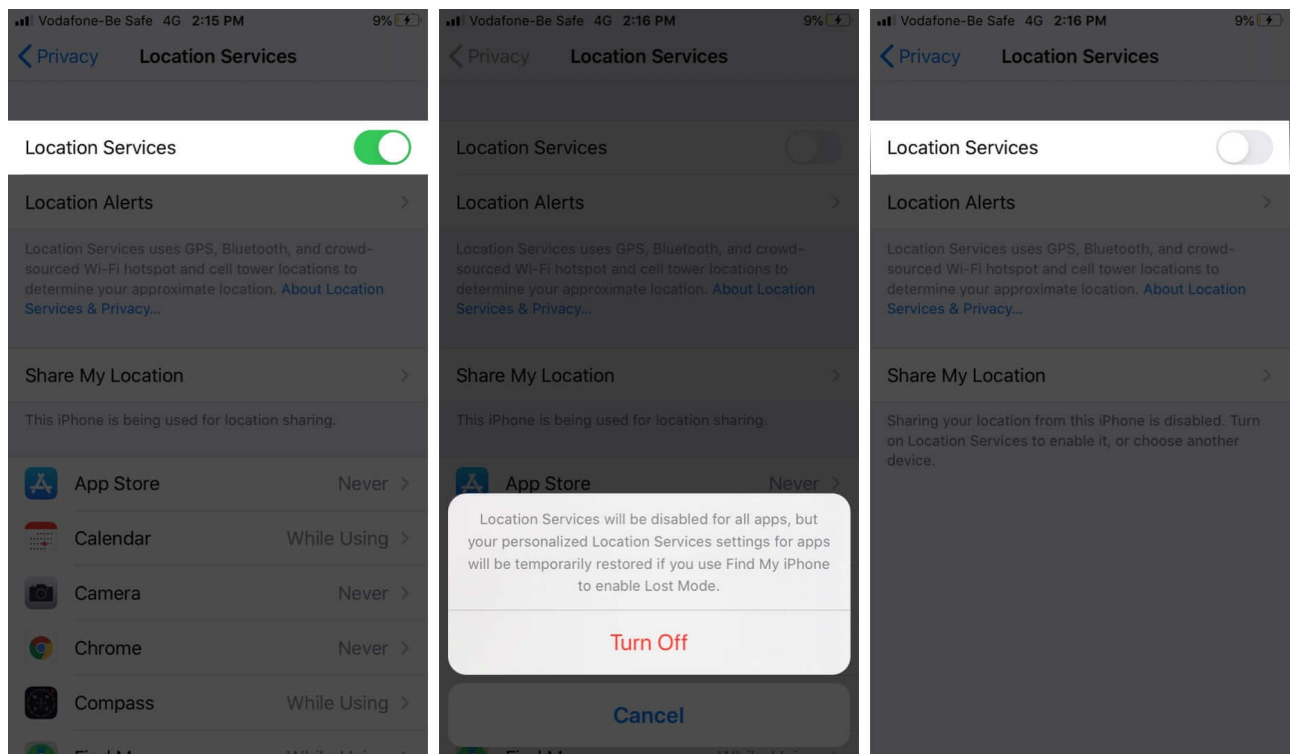 Vodafone-Be Safe 4G 2:15 PM 9%
Privacy Location Services
Location Services
Location Alerts
Location Services uses GPS, Bluetooth, and crowd-
sourced Wi-Fi hotspot and cell tower locations to
determine your approximate location. About Location
Services & Privacy...
Share My Location
This iPhone is being used for location sharing.
App Store Never
Calendar While Using
Camera Never
Chrome Never
Compass While Using
Vodafone-Be Safe 4G 2:16 PM 9%
Privacy Location Services
Location Services
Location Alerts
Location Services uses GPS, Bluetooth, and crowd-
sourced Wi-Fi hotspot and cell tower locations to
determine your approximate location. About Location
Services & Privacy...
Share My Location
This iPhone is being used for location sharing.
App Store Never
Location Services will be disabled for all apps, but
your personalized Location Services settings for apps
will be temporarily restored if you use Find My iPhone
to enable Lost Mode.
Turn Off
Cancel
Vodafone-Be Safe 4G 2:16 PM 9%
Privacy Location Services
Location Services
Location Alerts
Location Services uses GPS, Bluetooth, and crowd-
sourced Wi-Fi hotspot and cell tower locations to
determine your approximate location. About Location
Services & Privacy...
Share My Location
Sharing your location from this iPhone is disabled. Turn
on Location Services to enable it, or choose another
device.